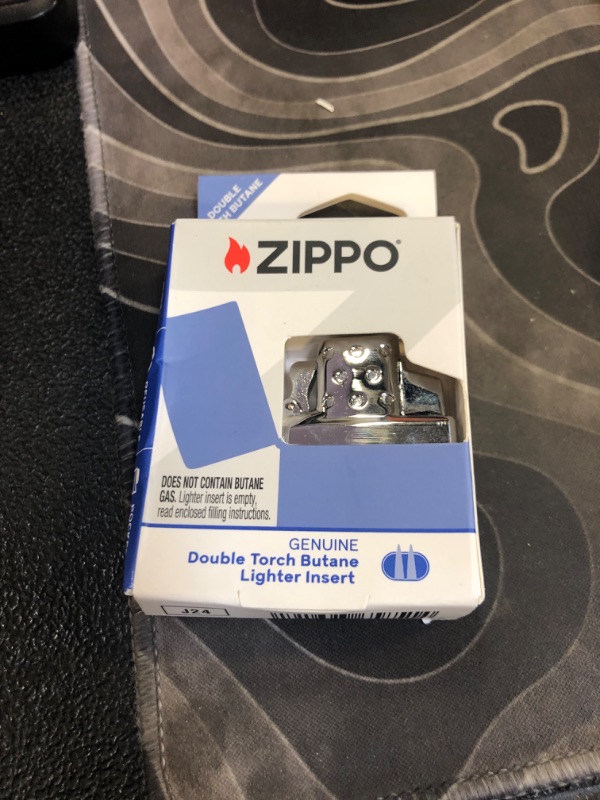 DOUBLE
CH BUTANE
ZIPPO®
DOES NOT CONTAIN BUTANE
GAS. Lighter insert is empty,
read enclosed filling instructions.
GENUINE
Double Torch Butane
Lighter Insert
J24